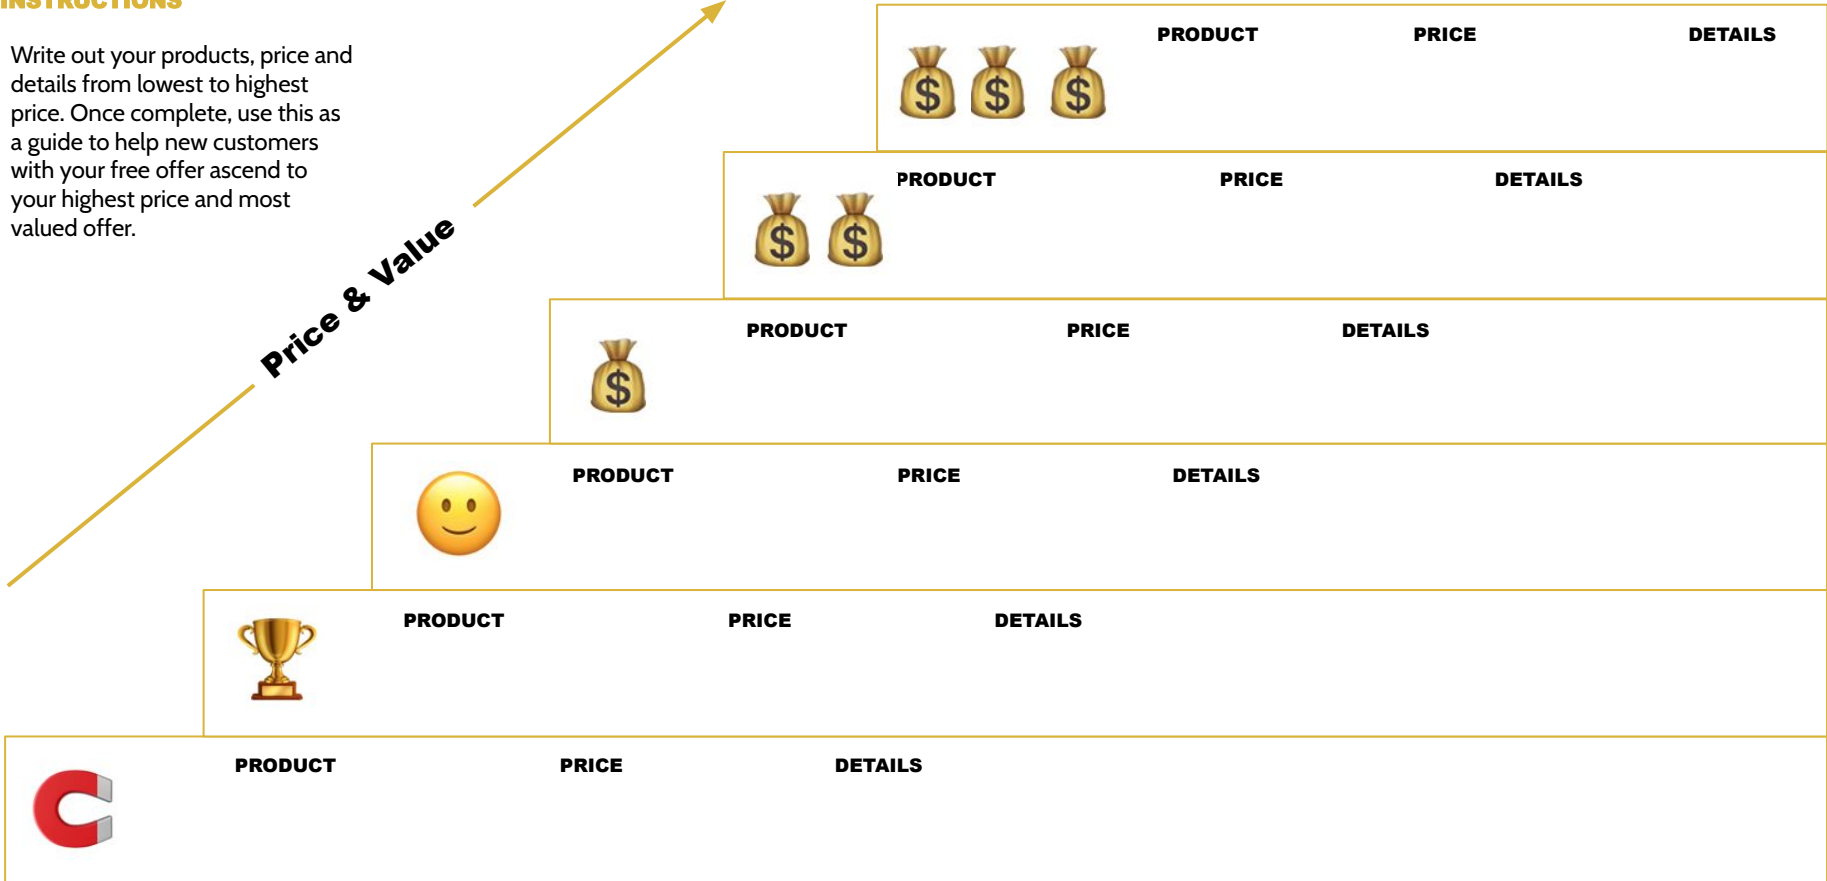 INSTRUCTIONS
Write out your products, price and
details from lowest to highest
price. Once complete, use this as
a guide to help new customers
with your free offer ascend to
your highest price and most
valued offer.
Price & Value
PRODUCT PRICE DETAILS
$ $ $
PRODUCT PRICE DETAILS
$ $
PRODUCT PRICE DETAILS
$
PRODUCT PRICE DETAILS
PRODUCT PRICE DETAILS
PRODUCT PRICE DETAILS